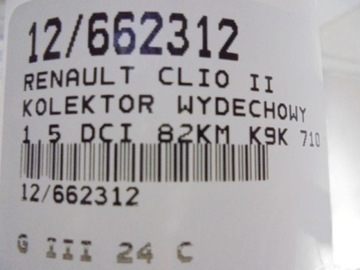 12/662312
RENAULT CLIO II
KOLEKTOR WYDECHOWY
1 5 DCI 82KM K9K 710
12/662312
G III 24 C